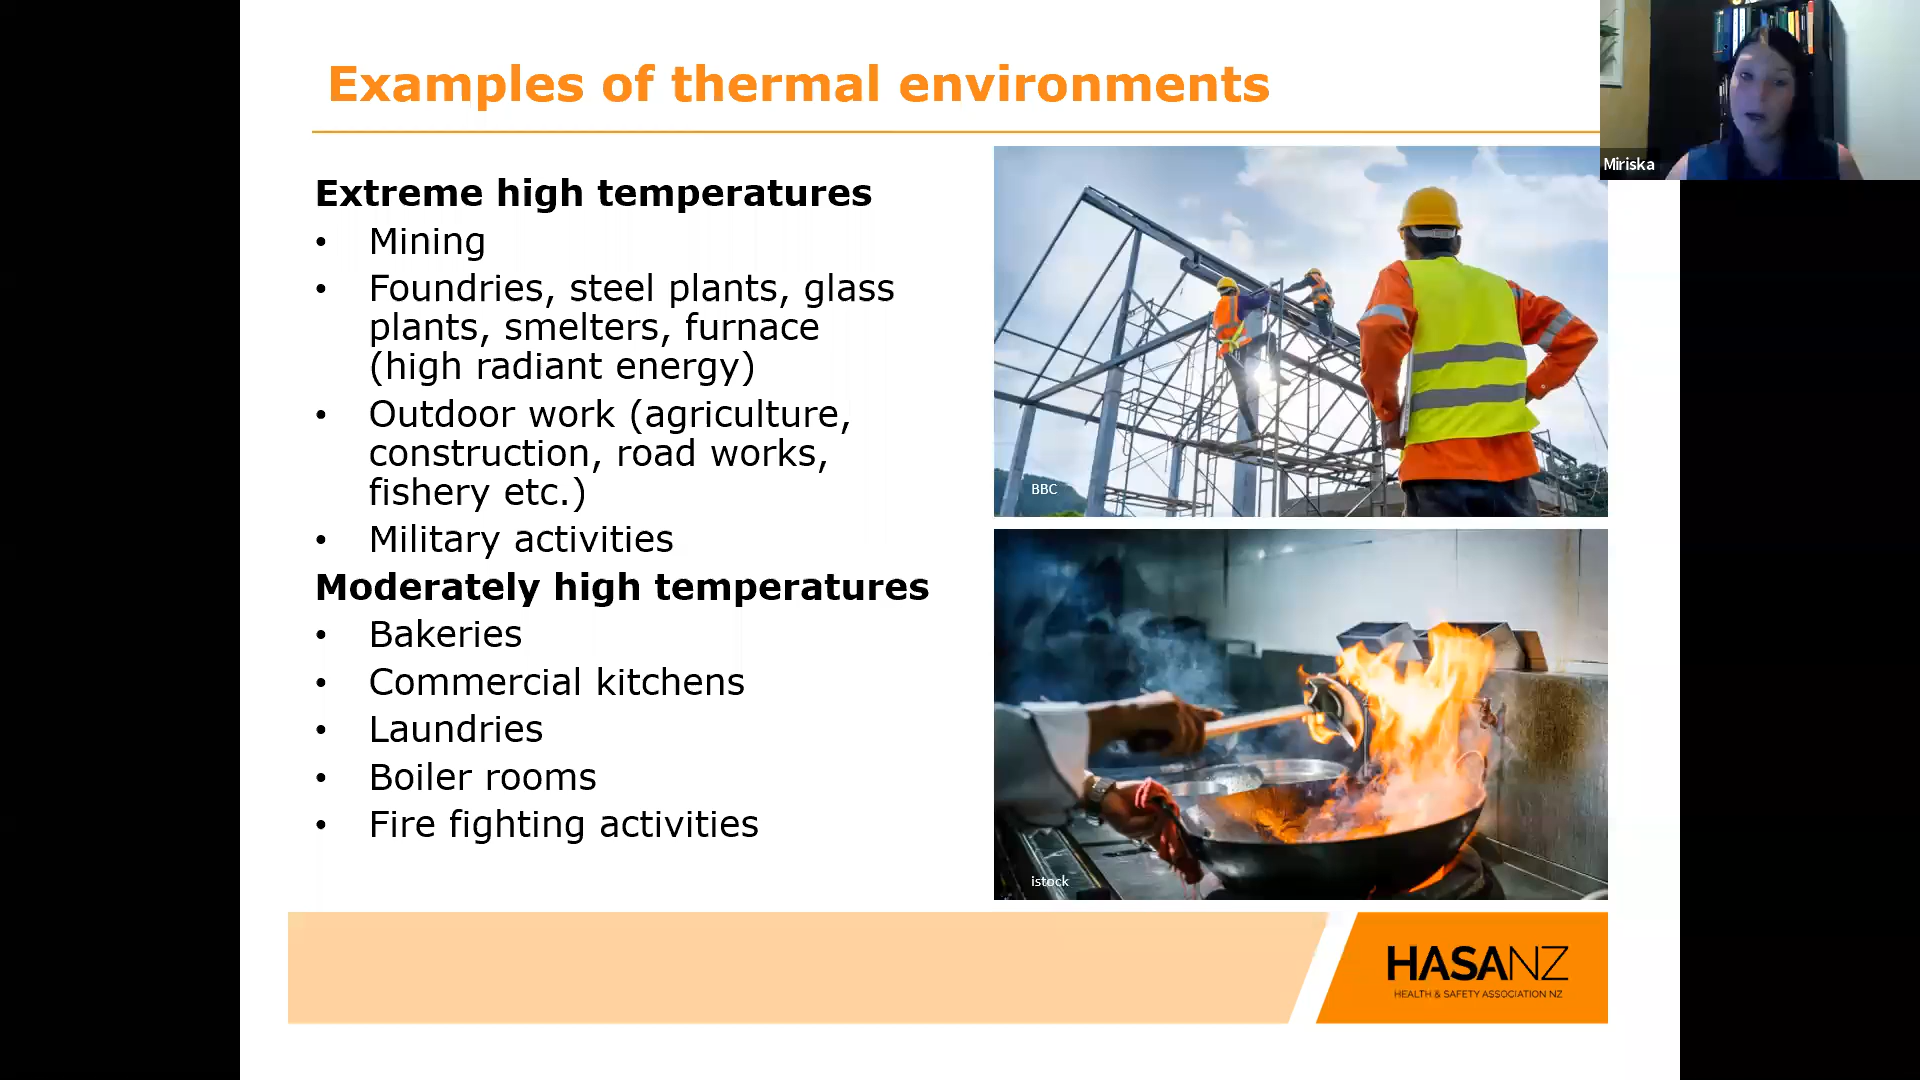 Examples of thermal environments
Miriska
Extreme high temperatures
• Mining
• Foundries, steel plants, glass
plants, smelters, furnace
(high radiant energy)
• Outdoor work (agriculture,
construction, road works,
fishery etc.)
• Military activities
Moderately high temperatures
• Bakeries
• Commercial kitchens
• Laundries
• Boiler rooms
• Fire fighting activities
BBC
istock
HASANZ
HEALTH & SAFETY ASSOCIATION NZ